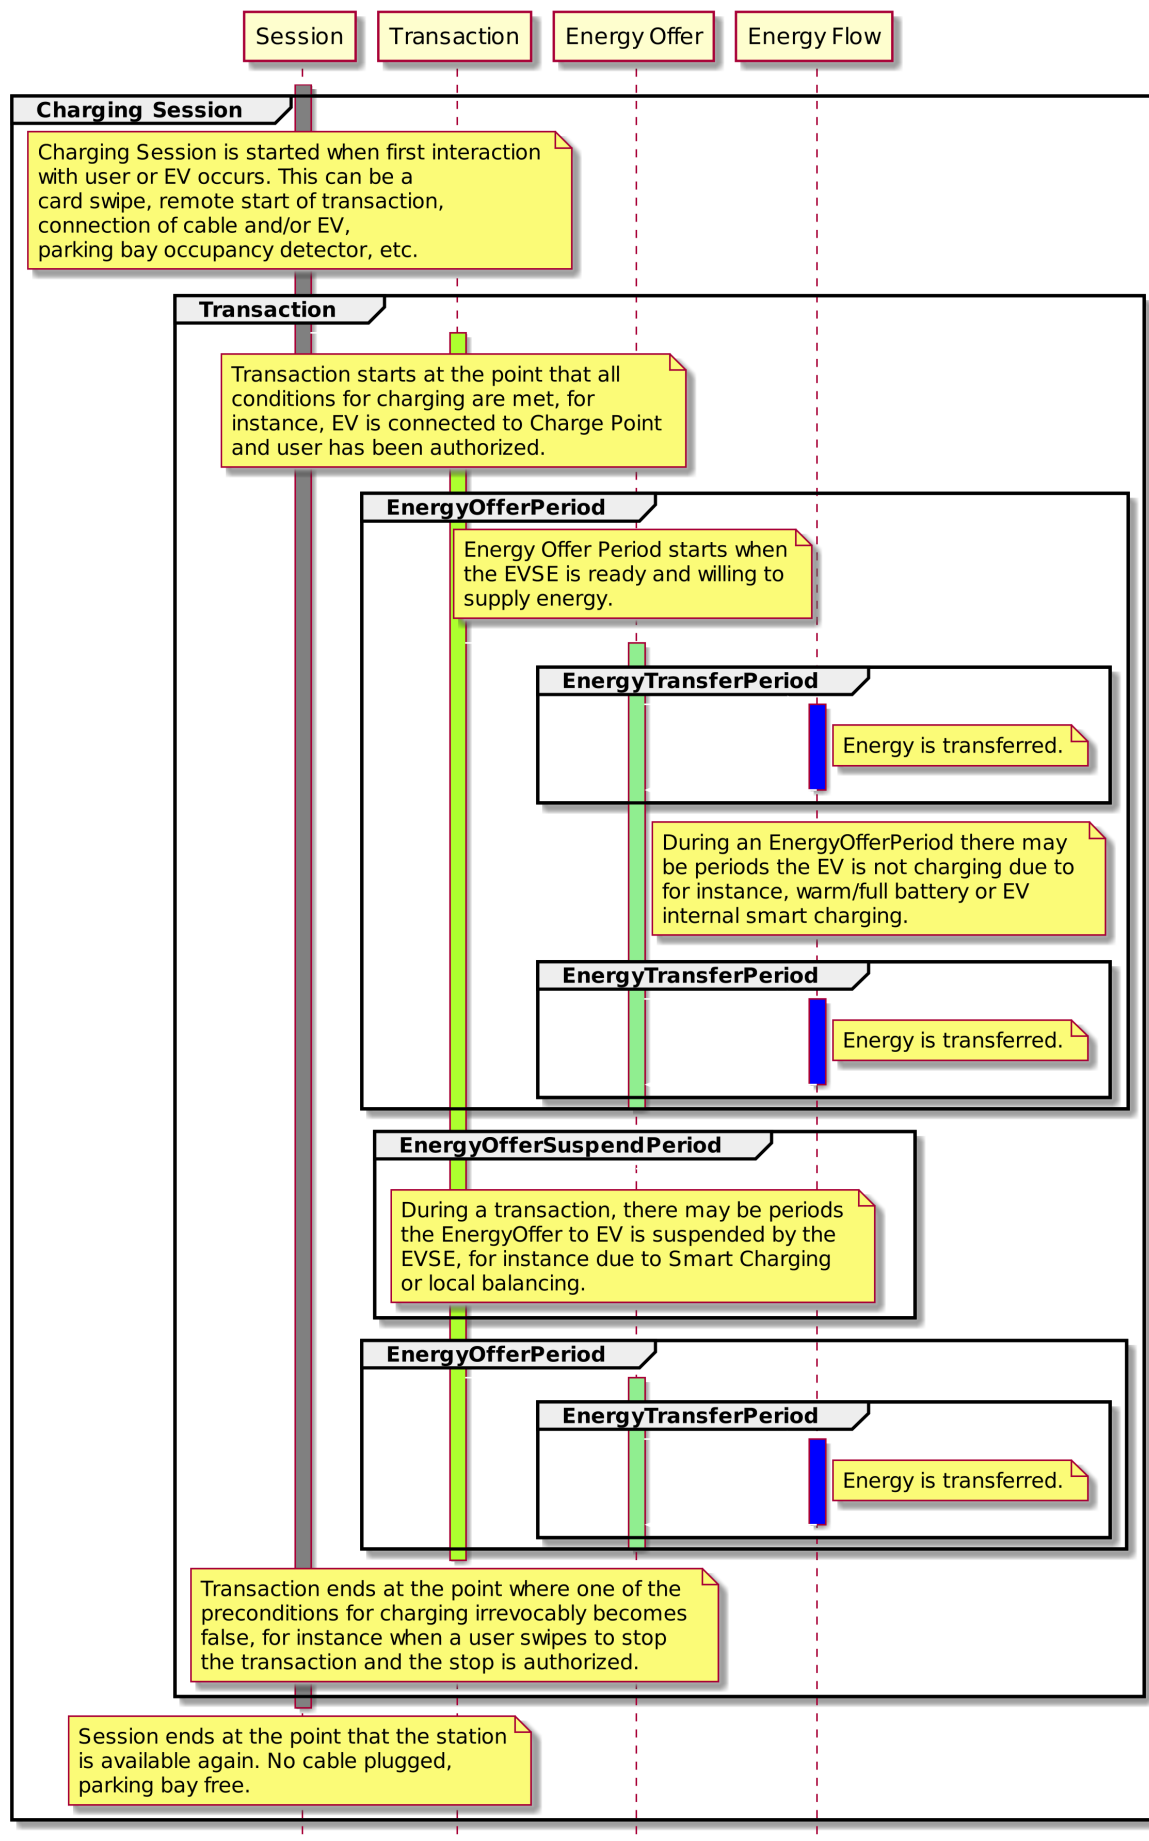 Session
Transaction
Energy Offer
Energy Flow
Charging Session
Charging Session is started when first interaction
with user or EV occurs. This can be a
card swipe, remote start of transaction,
connection of cable and/or EV,
parking bay occupancy detector, etc.
Transaction
Transaction starts at the point that all
conditions for charging are met, for
instance, EV is connected to Charge Point
and user has been authorized.
EnergyOfferPeriod
Energy Offer Period starts when
the EVSE is ready and willing to
supply energy.
EnergyTransferPeriod
Energy is transferred.
During an EnergyOfferPeriod there may
be periods the EV is not charging due to
for instance, warm/full battery or EV
internal smart charging.
EnergyTransferPeriod
Energy is transferred.
EnergyOfferSuspendPeriod
During a transaction, there may be periods
the EnergyOffer to EV is suspended by the
EVSE, for instance due to Smart Charging
or local balancing.
EnergyOfferPeriod
EnergyTransferPeriod
Energy is transferred.
Transaction ends at the point where one of the
preconditions for charging irrevocably becomes
false, for instance when a user swipes to stop
the transaction and the stop is authorized.
Session ends at the point that the station
is available again. No cable plugged,
parking bay free.